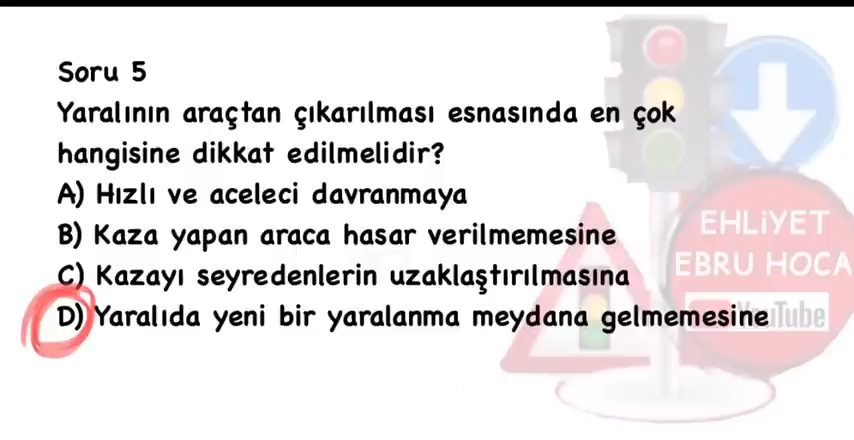 Soru 5
Yaralının araçtan çıkarılması esnasında en çok
hangisine dikkat edilmelidir?
A) Hızlı ve aceleci davranmaya
B) Kaza yapan araca hasar verilmemesine
C) Kazayı seyredenlerin uzaklaştırılmasına
D) Yaralıda yeni bir yaralanma meydana gelmemesine
EHLİYET
EBRU HOCA
YouTube